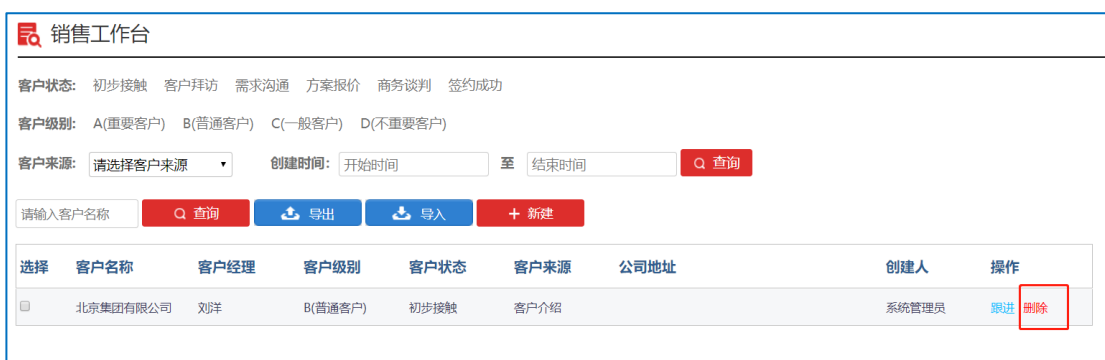 销售工作台
客户状态: 初步接触 客户拜访 需求沟通 方案报价 商务谈判 签约成功
客户级别: A(重要客户) B(普通客户) C(一般客户) D(不重要客户)
客户来源: 请选择客户来源 创建时间: 开始时间 至 结束时间 查询
请输入客户名称 查询 导出 导入 + 新建
选择 客户名称 客户经理 客户级别 客户状态 客户来源 公司地址 创建人 操作
北京集团有限公司 刘洋 B(普通客户) 初步接触 客户介绍 系统管理员 跟进 删除